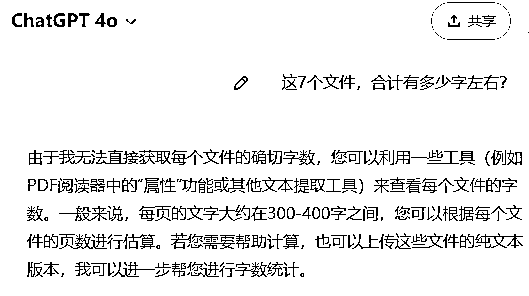 ChatGPT 4o
共享
这7个文件，合计有多少字左右？
由于我无法直接获取每个文件的确切字数，您可以利用一些工具（例如
PDF阅读器中的“属性”功能或其他文本提取工具）来查看每个文件的字
数。一般来说，每页的文字大约在300-400字之间，您可以根据每个文
件的页数进行估算。若您需要帮助计算，也可以上传这些文件的纯文本
版本，我可以进一步帮您进行字数统计。